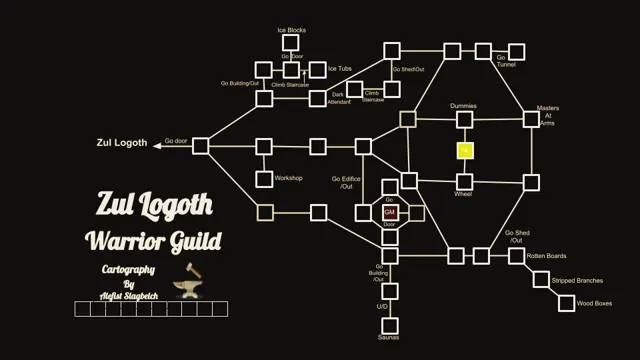 Ice Blocks
Go Door
Ice Tubs
Go Building/Out
Climb Staircase
Dark
Attendant
Climb
Staircase
Go Shed\Out
Go
Tunnel
Dummies
Masters
At
Arms
Zul Logoth
Go door
Workshop
Go Edifice
/Out
Go
GM
Door
Wheel
Zul Logoth
Warrior Guild
Cartography
By
Alefist Slagbelch
Go
Building
/Out
U/D
Saunas
Go Shed
/Out
Rotten Boards
Stripped Branches
Wood Boxes